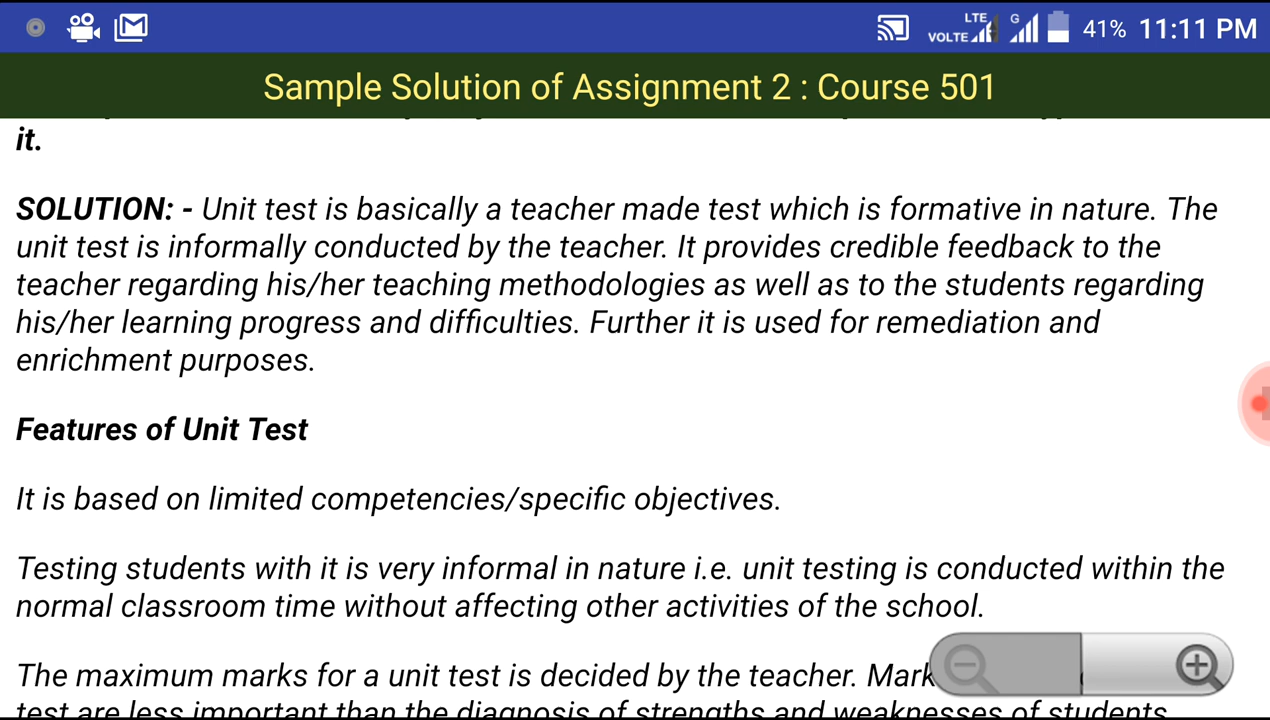 LTE
G
VOLTE
41% 11:11 PM
Sample Solution of Assignment 2 : Course 501
it.
SOLUTION: - Unit test is basically a teacher made test which is formative in nature. The
unit test is informally conducted by the teacher. It provides credible feedback to the
teacher regarding his/her teaching methodologies as well as to the students regarding
his/her learning progress and difficulties. Further it is used for remediation and
enrichment purposes.
Features of Unit Test
It is based on limited competencies/specific objectives.
Testing students with it is very informal in nature i.e. unit testing is conducted within the
normal classroom time without affecting other activities of the school.
The maximum marks for a unit test is decided by the teacher. Mark
test are less important than the diagnosis of strengths and weaknesses of students